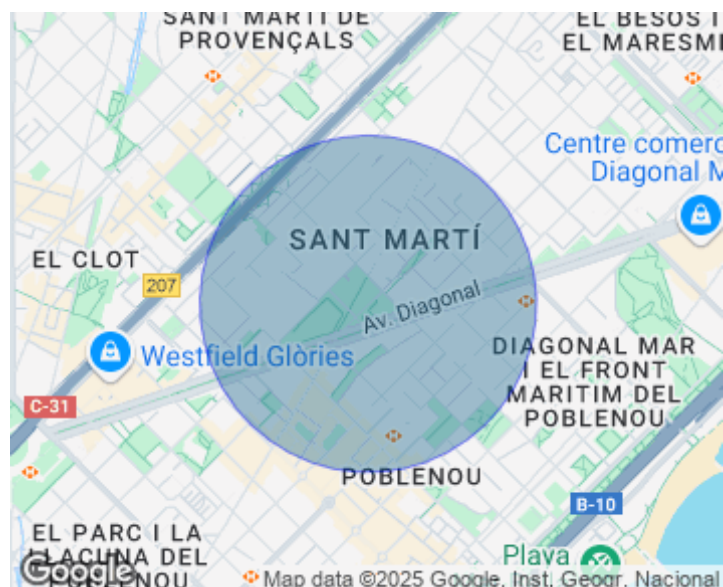 SANT MARTÍ DE
PROVENÇALS
EL BESÒS I
EL MARESME
Centre comerc
Diagonal M
SANT MARTÍ
EL CLOT
207
Av. Diagonal
Westfield Glòries
DIAGONAL MAR
I EL FRONT
MARITIM DEL
POBLENOU
C-31
POBLENOU
B-10
EL PARC I LA
LLACUNA DEL
POBLENOU
Playa
Google
Map data ©2025 Google, Inst. Geogr. Nacional